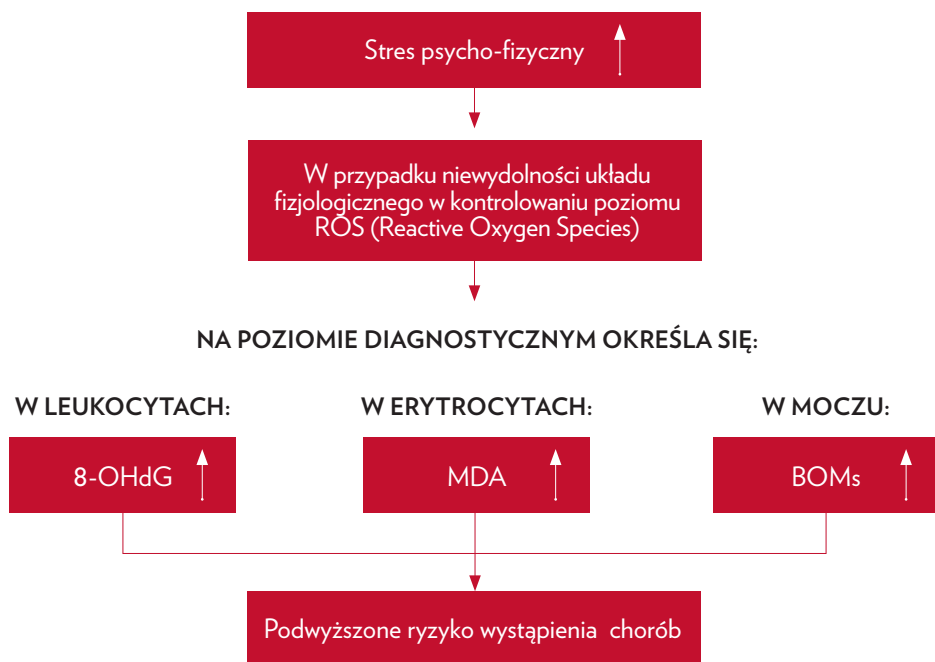 Stres psycho-fizyczny
W przypadku niewydolności układu
fizjologicznego w kontrolowaniu poziomu
ROS (Reactive Oxygen Species)
NA POZIOMIE DIAGNOSTYCZNYM OKREŚLA SIĘ:
W LEUKOCYTACH:
W ERYTROCYTACH:
W MOCZU:
8-OHdG
MDA
BOMs
Podwyższone ryzyko wystąpienia chorób